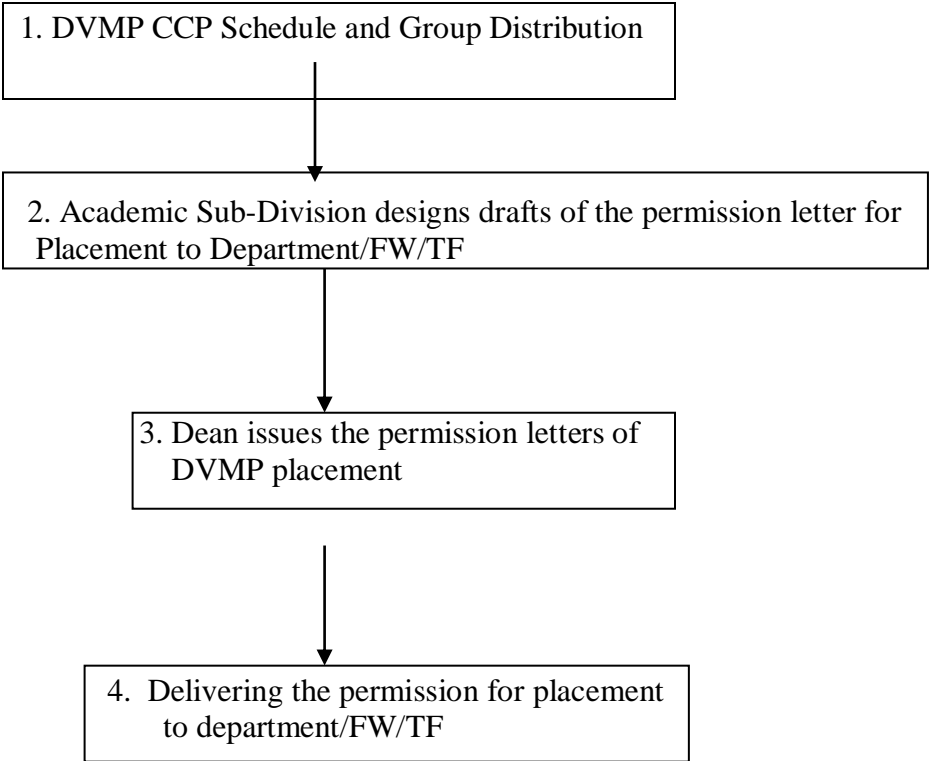 1. DVMP CCP Schedule and Group Distribution
2. Academic Sub-Division designs drafts of the permission letter for
Placement to Department/FW/TF
3. Dean issues the permission letters of
DVMP placement
4. Delivering the permission for placement
to department/FW/TF